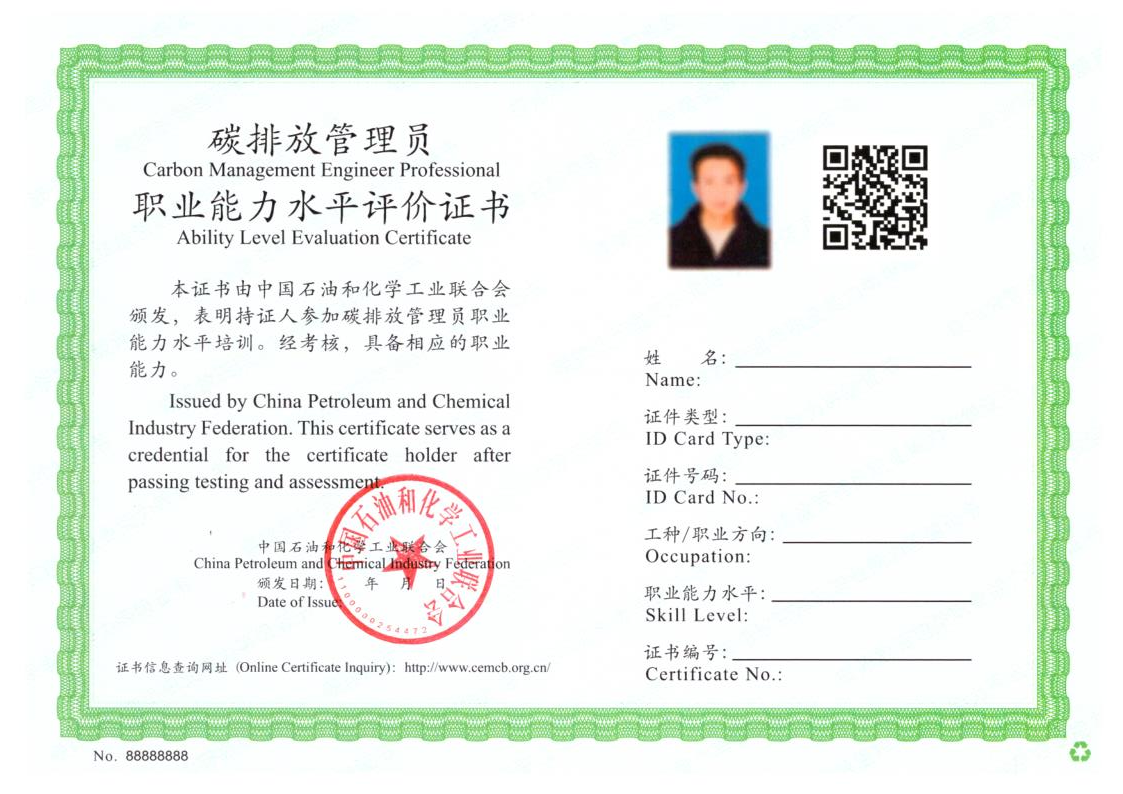 碳排放管理员
Carbon Management Engineer Professional
职业能力水平评价证书
Ability Level Evaluation Certificate
本证书由中国石油和化学工业联合会
颁发，表明持证人参加碳排放管理员职业
能力水平培训。经考核，具备相应的职业
能力。
Issued by China Petroleum and Chemical
Industry Federation. This certificate serves as a
credential for the certificate holder after
passing testing and assessment.
中国石油和化学工业联合会
China Petroleum and Chemical Industry Federation
颁发日期： 年 月 日
Date of Issue:
中国石油和化学工业联合会
1100000254472
证书信息查询网址 (Online Certificate Inquiry)：http://www.cemcb.org.cn/
姓 名：
Name:
证件类型：
ID Card Type:
证件号码：
ID Card No.:
工种/职业方向：
Occupation:
职业能力水平：
Skill Level:
证书编号：
Certificate No.:
No. 88888888